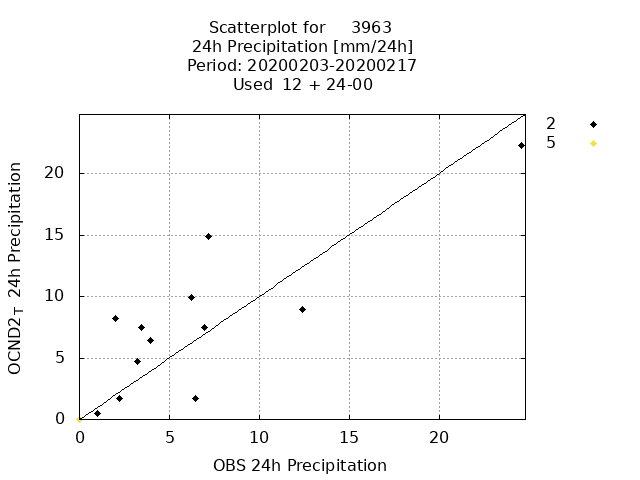 Scatterplot for 3963
24h Precipitation [mm/24h]
Period: 20200203-20200217
Used 12 + 24-00
2
5
20
15
10
5
0
OCND2T 24h Precipitation
0 5 10 15 20
OBS 24h Precipitation